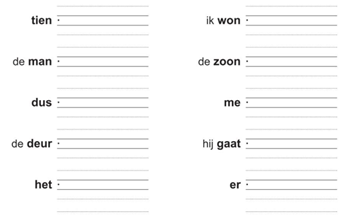 tien
de man
dus
de deur
het
ik won
de zoon
me
hij gaat
er